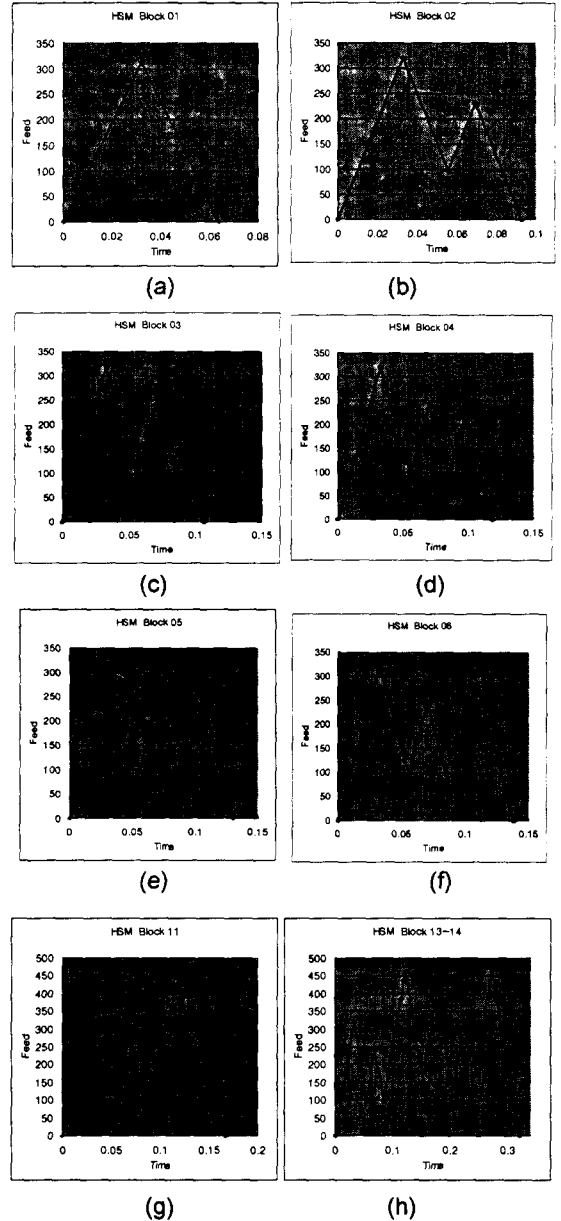 HSM Block 01
350
300
250
200
150
100
50
0
Feed
0 0.02 0.04 0.06 0.08
Time
(a)
HSM Block 02
350
300
250
200
150
100
50
0
Feed
0 0.02 0.04 0.06 0.08 0.1
Time
(b)
HSM Block 03
350
300
250
200
150
100
50
0
Feed
0 0.05 0.1 0.15
Time
(c)
HSM Block 04
350
300
250
200
150
100
50
0
Feed
0 0.05 0.1 0.15
Time
(d)
HSM Block 05
350
300
250
200
150
100
50
0
Feed
0 0.05 0.1 0.15
Time
(e)
HSM Block 06
350
300
250
200
150
100
50
0
Feed
0 0.05 0.1 0.15
Time
(f)
HSM Block 11
500
450
400
350
300
250
200
150
100
50
0
Feed
0 0.05 0.1 0.15 0.2
Time
(g)
HSM Block 13~14
500
450
400
350
300
250
200
150
100
50
0
Feed
0 0.1 0.2 0.3
Time
(h)